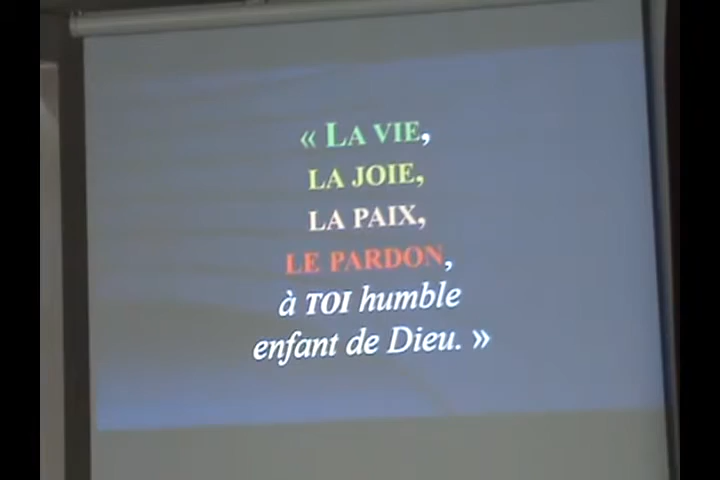 « LA VIE,
LA JOIE,
LA PAIX,
LE PARDON,
à TOI humble
enfant de Dieu. »